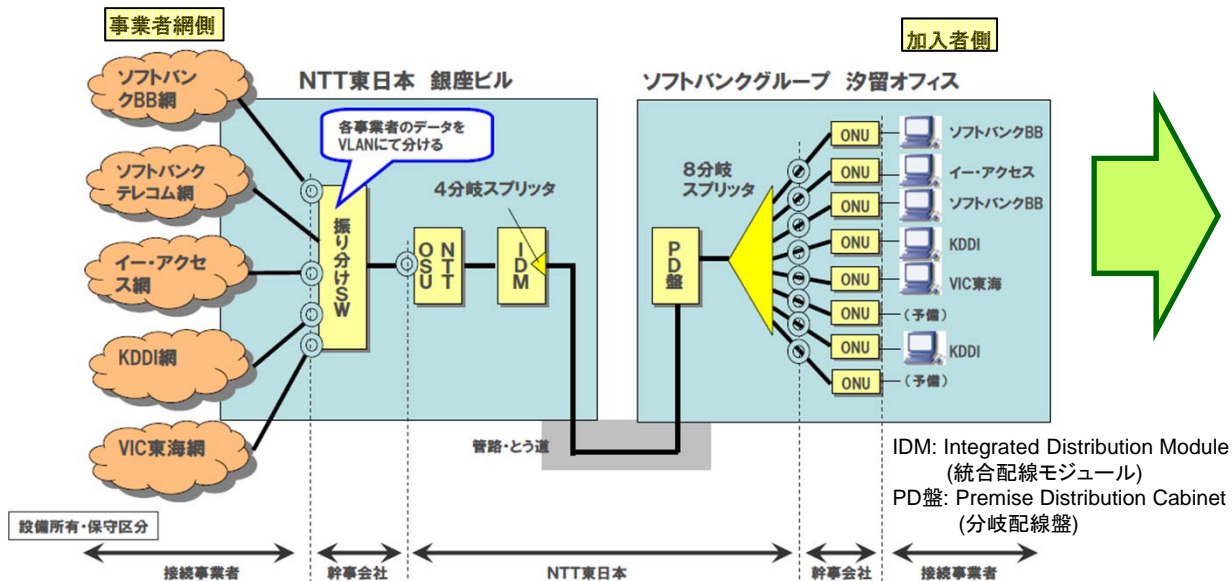 事業者網側
加入者側
ソフトバン
クBB網
ソフトバンク
テレコム網
イー・アクセ
ス網
KDDI網
VIC東海網
NTT東日本 銀座ビル
各事業者のデータを
VLANにて分ける
振り分けSW
4分岐スプリッタ
OSU
NTT
IDM
管路・とう道
ソフトバンクグループ 汐留オフィス
8分岐
スプリッタ
PD盤
ONU
ソフトバンクBB
ONU
イー・アクセス
ONU
ソフトバンクBB
ONU
KDDI
ONU
VIC東海
ONU
(予備)
ONU
KDDI
ONU
(予備)
IDM: Integrated Distribution Module
(統合配線モジュール)
PD盤: Premise Distribution Cabinet
(分岐配線盤)
設備所有・保守区分
接続事業者
幹事会社
NTT東日本
幹事会社
接続事業者